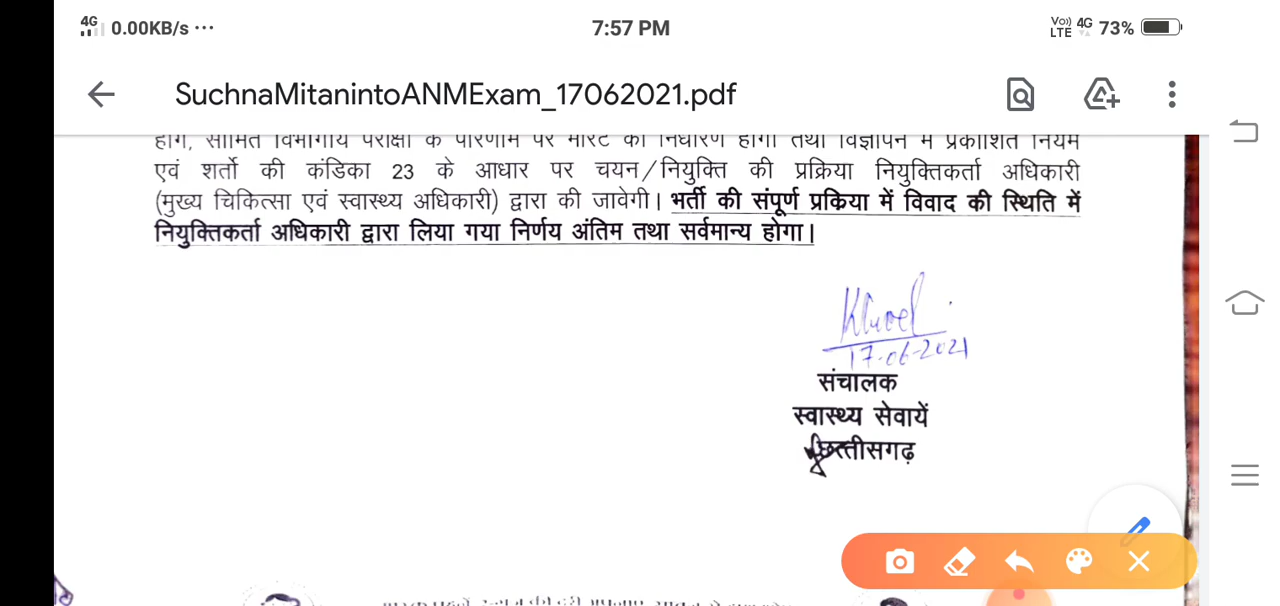 4G 0.00KB/s ...
7:57 PM
Vo)) LTE 4G 73%
SuchnaMitanintoANMExam_17062021.pdf
होंगे, सीमित विभागीय परीक्षा के परिणाम पर मेरिट का निर्धारण होगा तथा विज्ञापन में प्रकाशित नियम
एवं शर्तो की कंडिका 23 के आधार पर चयन/नियुक्ति की प्रक्रिया नियुक्तिकर्ता अधिकारी
(मुख्य चिकित्सा एवं स्वास्थ्य अधिकारी) द्वारा की जावेगी। भर्ती की संपूर्ण प्रकिया में विवाद की स्थिति में
नियुक्तिकर्ता अधिकारी द्वारा लिया गया निर्णय अंतिम तथा सर्वमान्य होगा।
17-06-2021
संचालक
स्वास्थ्य सेवायें
छत्तीसगढ़